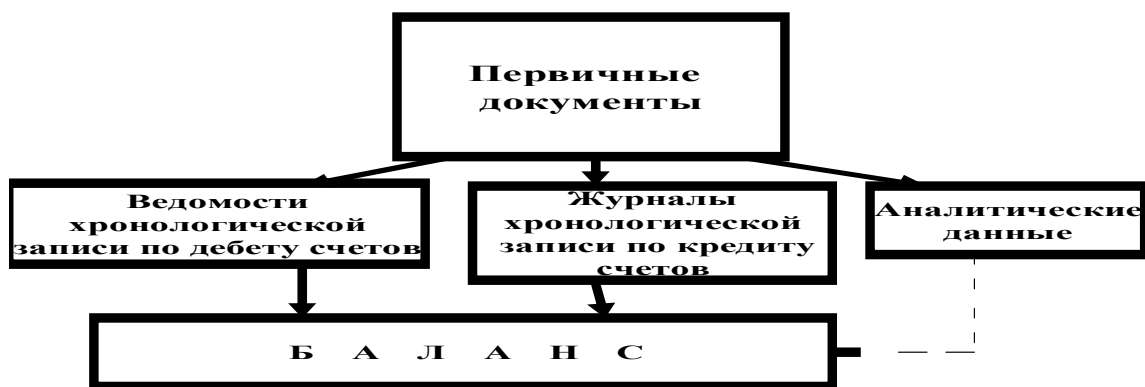 Первичные
документы
Ведомости
хронологической
записи по дебету счетов
Журналы
хронологической
записи по кредиту
счетов
Аналитические
данные
Б А Л А Н С